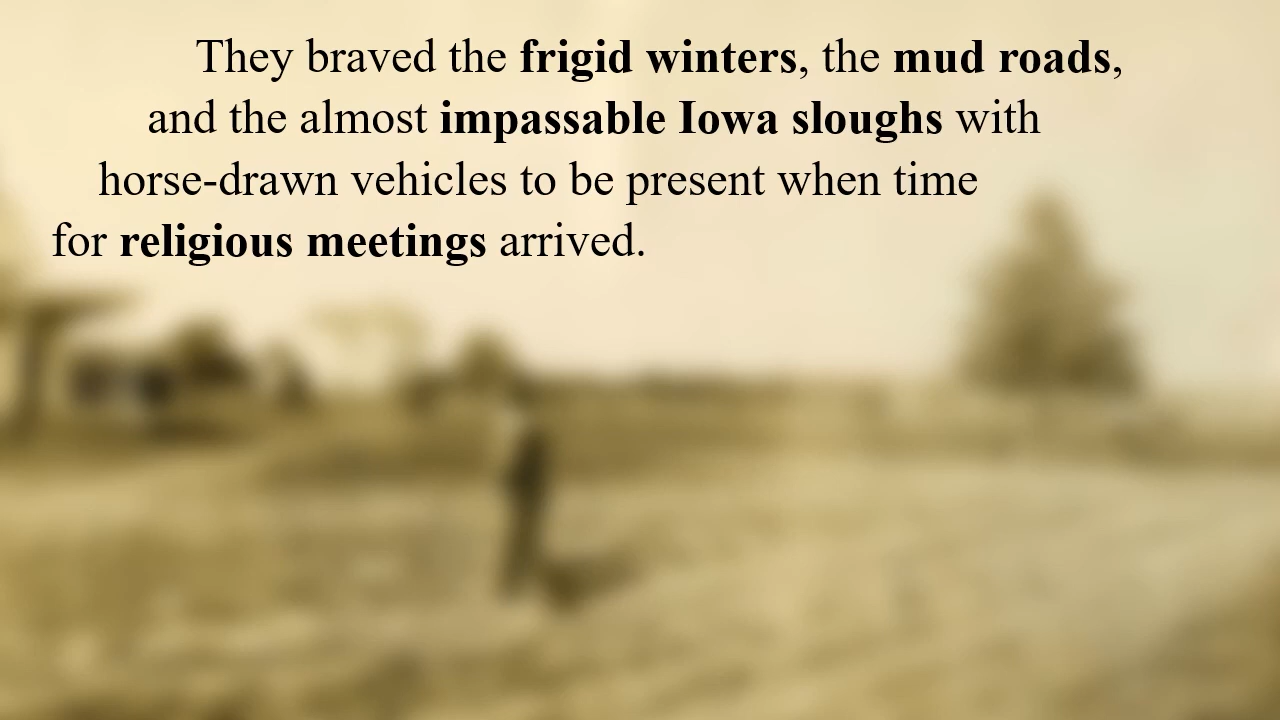 They braved the frigid winters, the mud roads,
and the almost impassable Iowa sloughs with
horse-drawn vehicles to be present when time
for religious meetings arrived.